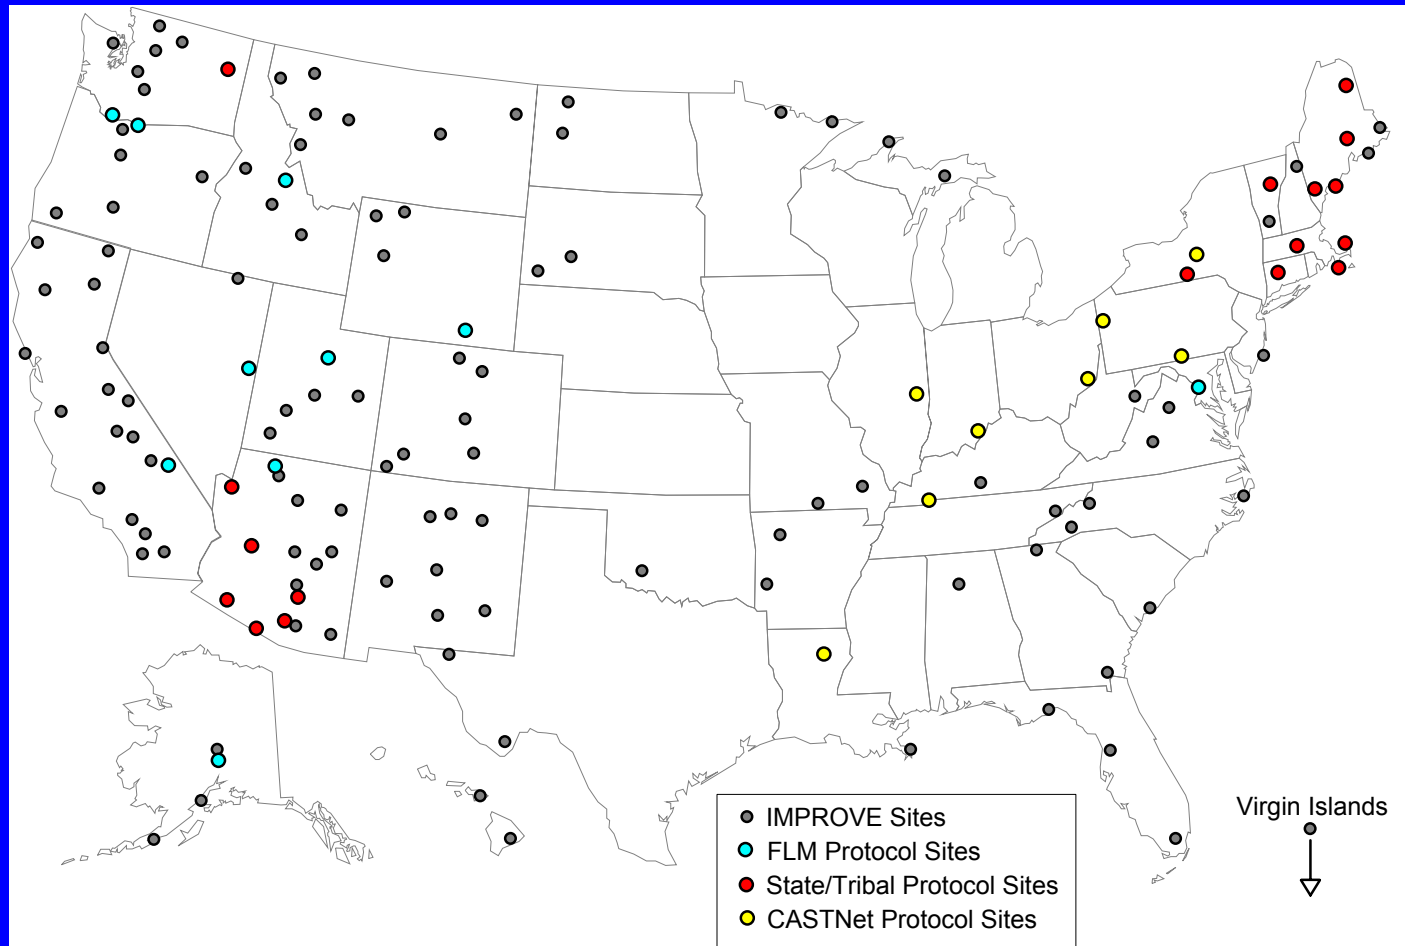 Virgin Islands
IMPROVE Sites
FLM Protocol Sites
State/Tribal Protocol Sites
CASTNet Protocol Sites